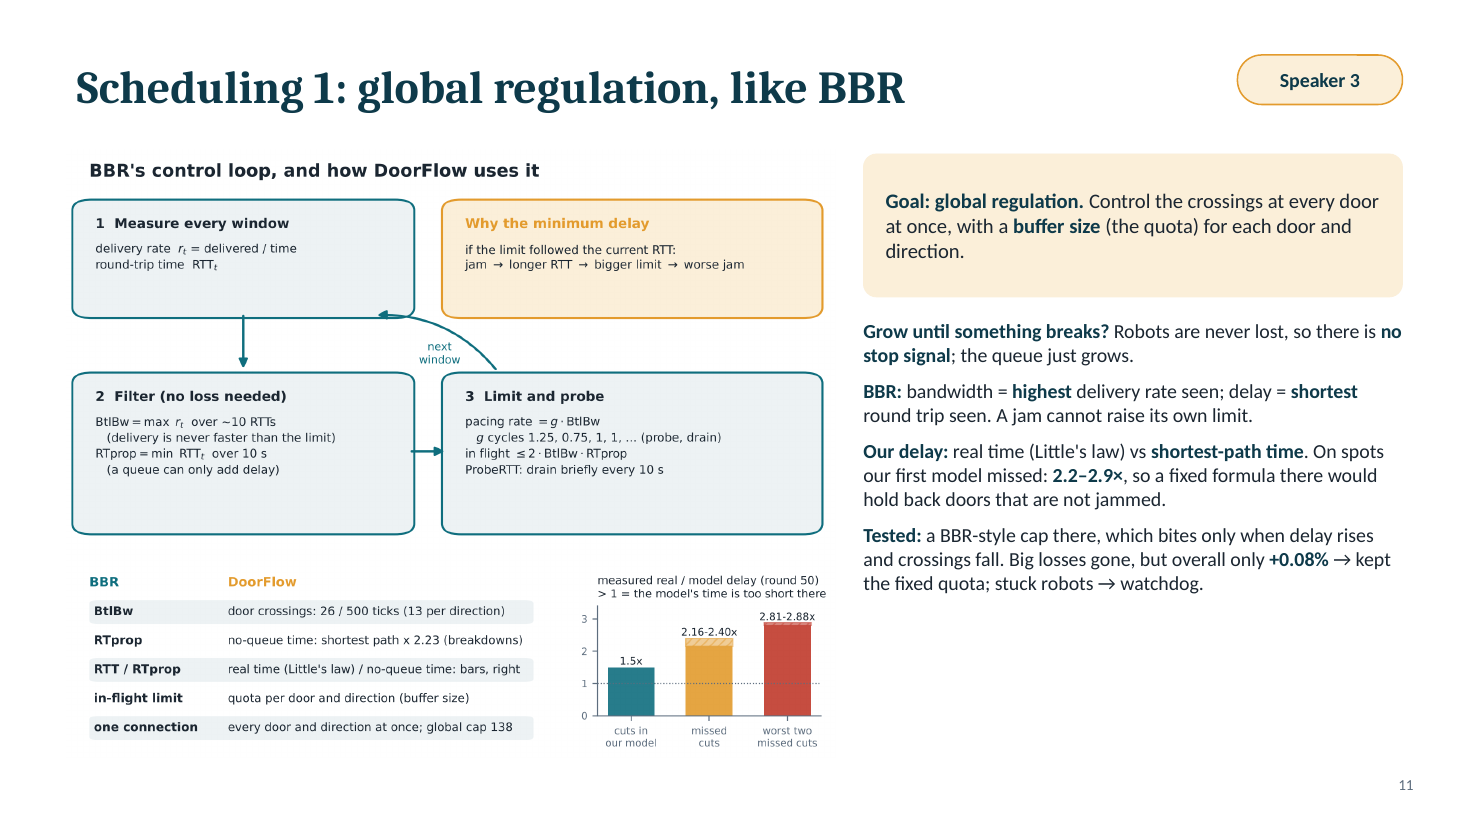 Scheduling 1: global regulation, like BBR
Speaker 3
BBR's control loop, and how DoorFlow uses it
1 Measure every window
delivery rate r_t = delivered / time
round-trip time RTT_t
Why the minimum delay
if the limit followed the current RTT:
jam → longer RTT → bigger limit → worse jam
next
window
2 Filter (no loss needed)
BtlBw = max r_t over ~10 RTTs
(delivery is never faster than the limit)
RTprop = min RTT_t over 10 s
(a queue can only add delay)
3 Limit and probe
pacing rate = g · BtlBw
g cycles 1.25, 0.75, 1, 1, ... (probe, drain)
in flight ≤ 2 · BtlBw · RTprop
ProbeRTT: drain briefly every 10 s
BBR DoorFlow
BtlBw door crossings: 26 / 500 ticks (13 per direction)
RTprop no-queue time: shortest path x 2.23 (breakdowns)
RTT / RTprop real time (Little's law) / no-queue time: bars, right
in-flight limit quota per door and direction (buffer size)
one connection every door and direction at once; global cap 138
measured real / model delay (round 50)
> 1 = the model's time is too short there
3
2
1
0
1.5x
2.16-2.40x
2.81-2.88x
cuts in
our model
missed
cuts
worst two
missed cuts
Goal: global regulation. Control the crossings at every door
at once, with a buffer size (the quota) for each door and
direction.
Grow until something breaks? Robots are never lost, so there is no
stop signal; the queue just grows.
BBR: bandwidth = highest delivery rate seen; delay = shortest
round trip seen. A jam cannot raise its own limit.
Our delay: real time (Little's law) vs shortest-path time. On spots
our first model missed: 2.2–2.9×, so a fixed formula there would
hold back doors that are not jammed.
Tested: a BBR-style cap there, which bites only when delay rises
and crossings fall. Big losses gone, but overall only +0.08% → kept
the fixed quota; stuck robots → watchdog.
11